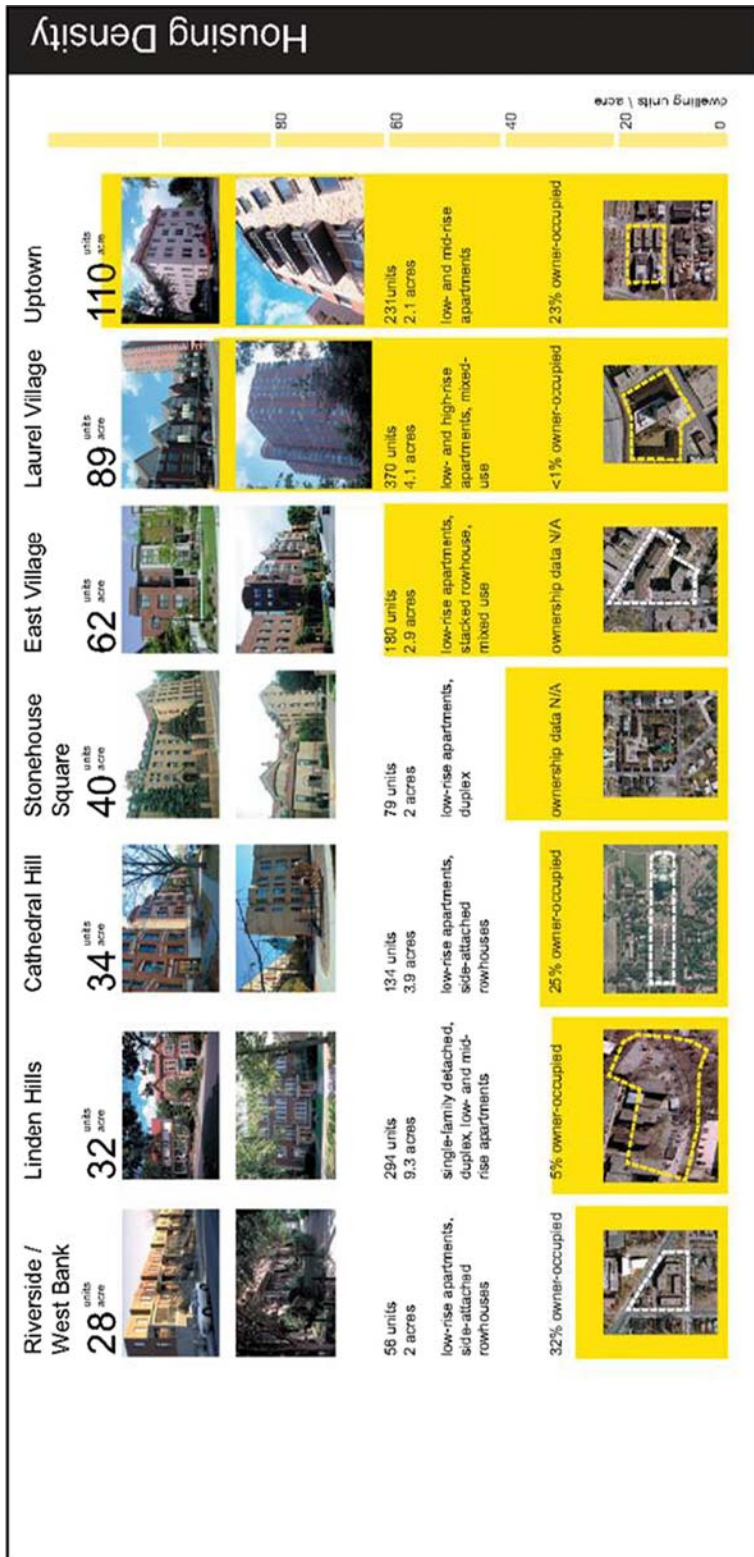 Housing Density
Riverside /
West Bank
28 units
acre
56 units
2 acres
low-rise apartments,
side-attached
rowhouses
32% owner-occupied
Linden Hills
32 units
acre
294 units
9.3 acres
single-family detached,
duplex, low- and mid-
rise apartments
5% owner-occupied
Cathedral Hill
34 units
acre
134 units
3.9 acres
low-rise apartments,
side-attached
rowhouses
25% owner-occupied
Stonehouse
Square
40 units
acre
79 units
2 acres
low-rise apartments,
duplex
ownership data N/A
East Village
62 units
acre
180 units
2.9 acres
low-rise apartments,
stacked rowhouse,
mixed use
ownership data N/A
Laurel Village
89 units
acre
370 units
4.1 acres
low- and high-rise
apartments, mixed-
use
<1% owner-occupied
Uptown
110 units
acre
231units
2.1 acres
low- and mid-rise
apartments
23% owner-occupied
80
60
40
20
0
dwelling units \ acre